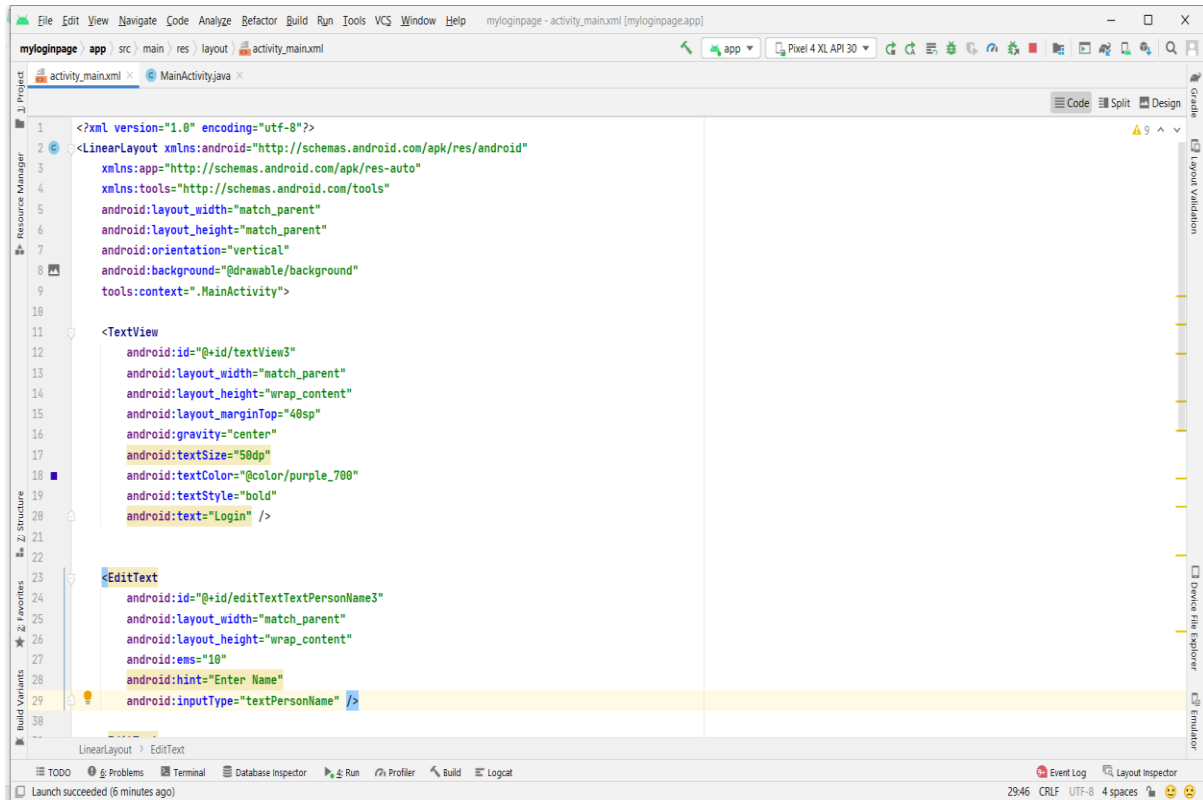 File Edit View Navigate Code Analyze Refactor Build Run Tools VCS Window Help myloginpage - activity_main.xml [myloginpage.app]
myloginpage app src main res layout activity_main.xml app Pixel 4 XL API 30
activity_main.xml MainActivity.java
Code Split Design
1 <?xml version="1.0" encoding="utf-8"?> 9
2 <LinearLayout xmlns:android="http://schemas.android.com/apk/res/android"
3 xmlns:app="http://schemas.android.com/apk/res-auto"
4 xmlns:tools="http://schemas.android.com/tools"
5 android:layout_width="match_parent"
6 android:layout_height="match_parent"
7 android:orientation="vertical"
8 android:background="@drawable/background"
9 tools:context=".MainActivity">
10
11 <TextView
12 android:id="@+id/textView3"
13 android:layout_width="match_parent"
14 android:layout_height="wrap_content"
15 android:layout_marginTop="40sp"
16 android:gravity="center"
17 android:textSize="50dp"
18 android:textColor="@color/purple_700"
19 android:textStyle="bold"
20 android:text="Login" />
21
22
23 <EditText
24 android:id="@+id/editTextTextPersonName3"
25 android:layout_width="match_parent"
26 android:layout_height="wrap_content"
27 android:ems="10"
28 android:hint="Enter Name"
29 android:inputType="textPersonName" />
30
LinearLayout > EditText
1: Project
Resource Manager
Z: Structure
2: Favorites
Build Variants
Gradle
Layout Validation
Device File Explorer
Emulator
TODO 6: Problems Terminal Database Inspector 4: Run Profiler Build Logcat 9+ Event Log Layout Inspector
Launch succeeded (6 minutes ago) 29:46 CRLF UTF-8 4 spaces